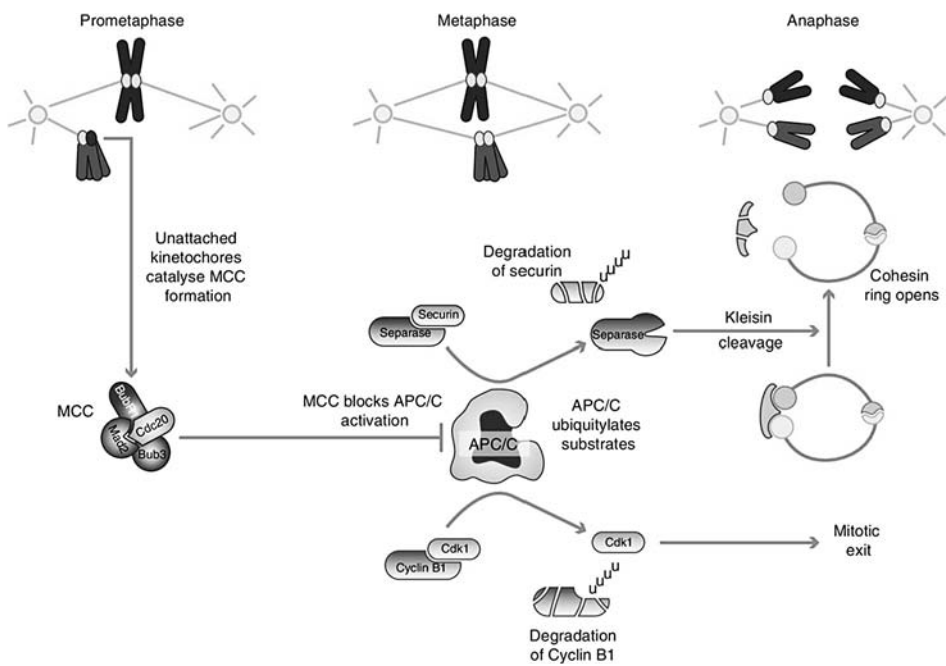 Prometaphase
Metaphase
Anaphase
Unattached
kinetochores
catalyse MCC
formation
Degradation
of securin
u
u
u
u
Securin
Separase
Separase
Kleisin
cleavage
Cohesin
ring opens
MCC
Cdc20
Mad2
Bub3
MCC blocks APC/C
activation
APC/C
APC/C
ubiquitylates
substrates
Cdk1
Cyclin B1
Cdk1
Mitotic
exit
u
u
u
u
Degradation
of Cyclin B1